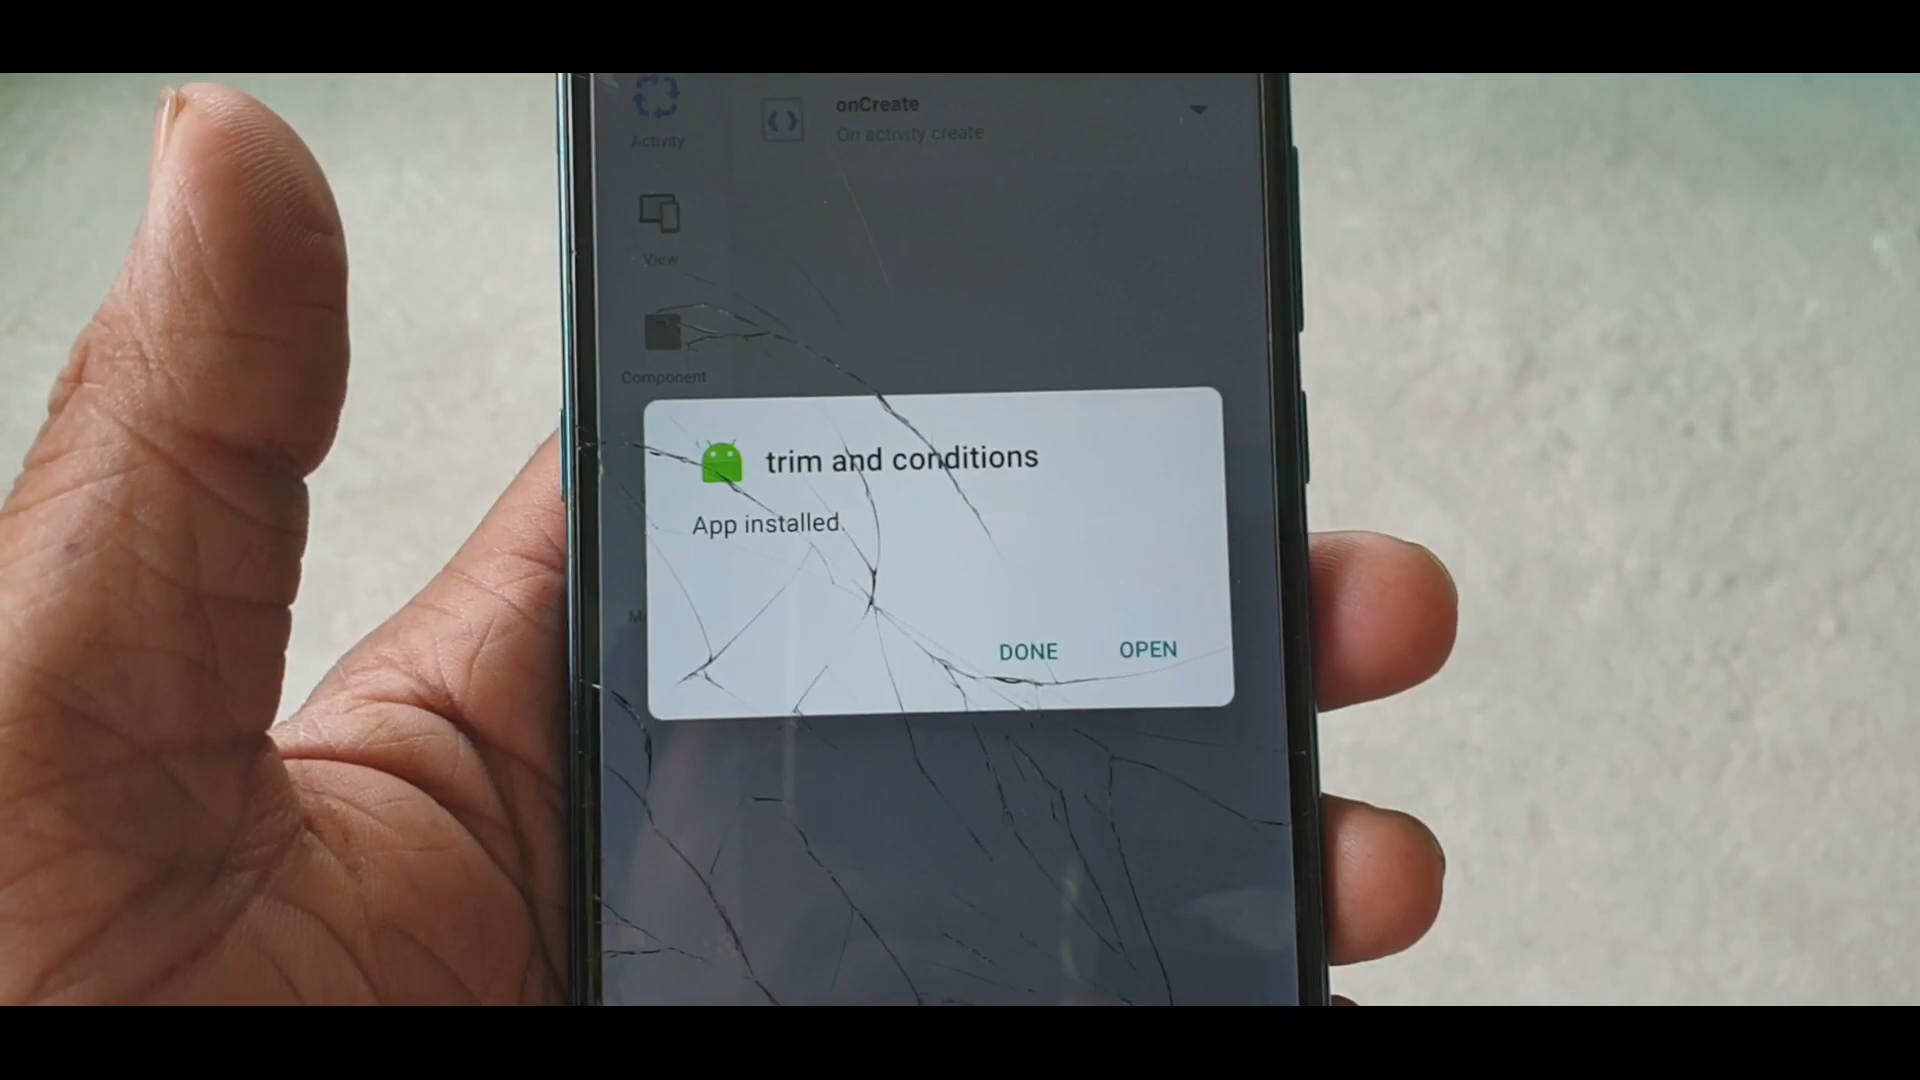 onCreate
On activity create
Activity
View
Component
trim and conditions
App installed.
DONE
OPEN